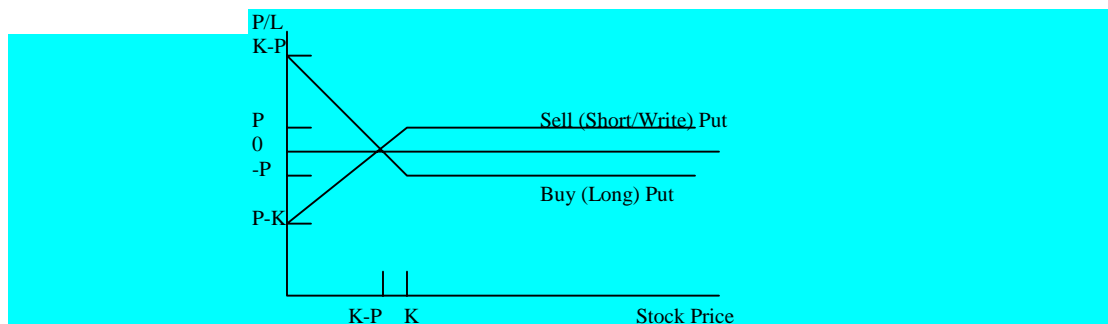 P/L
K-P
P
Sell (Short/Write) Put
0
-P
Buy (Long) Put
P-K
K-P K
Stock Price